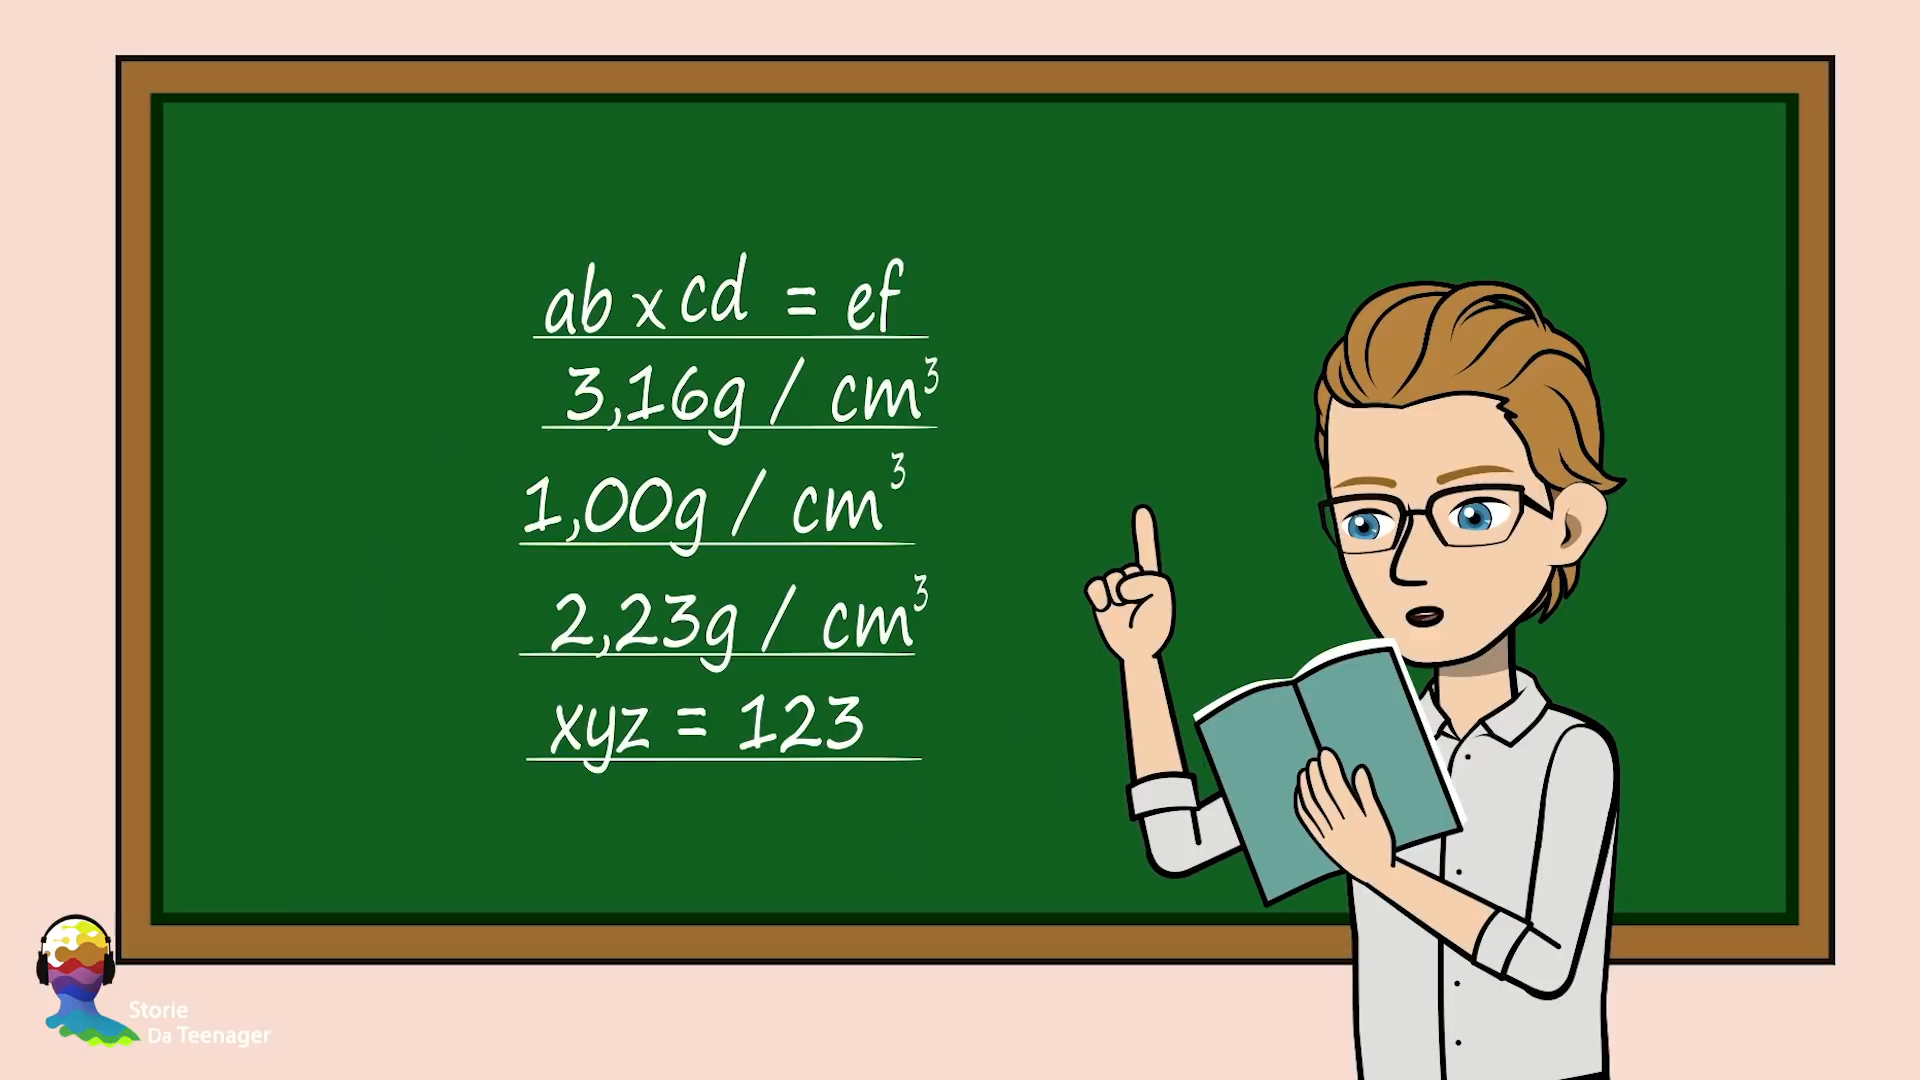 ab x cd = ef
3,16g / cm³
1,00g / cm³
2,23g / cm³
xyz = 123
Storie
Da Teenager